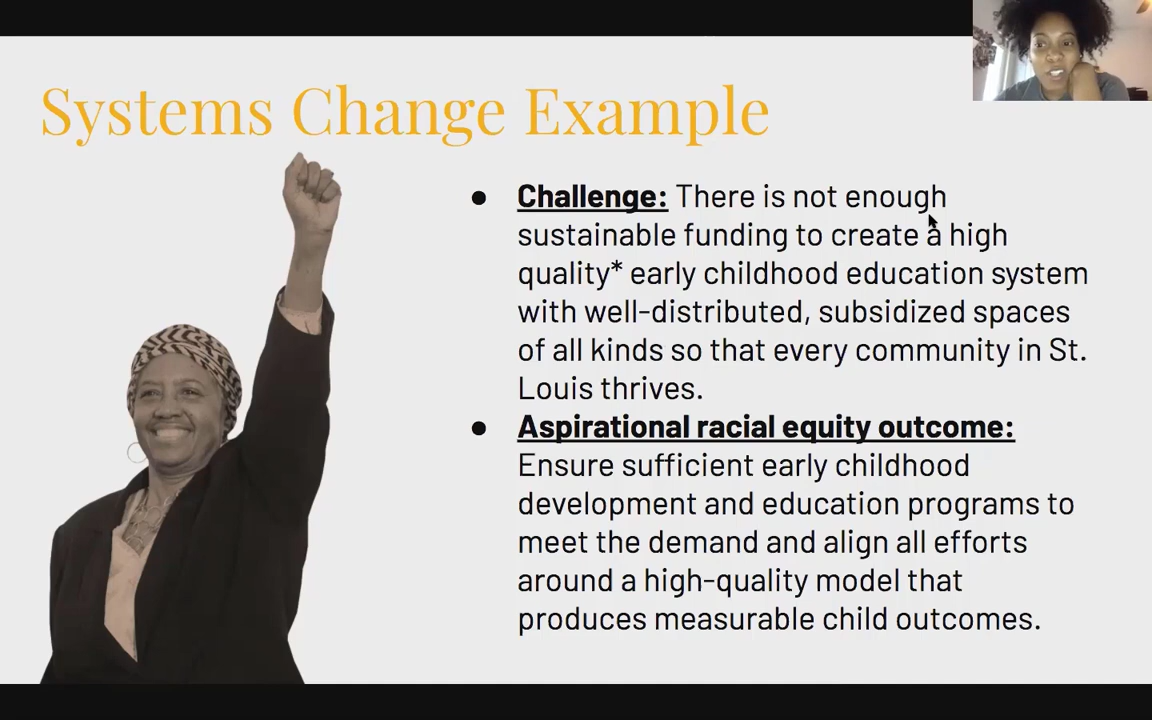 Systems Change Example
● Challenge: There is not enough
sustainable funding to create a high
quality* early childhood education system
with well-distributed, subsidized spaces
of all kinds so that every community in St.
Louis thrives.
● Aspirational racial equity outcome:
Ensure sufficient early childhood
development and education programs to
meet the demand and align all efforts
around a high-quality model that
produces measurable child outcomes.